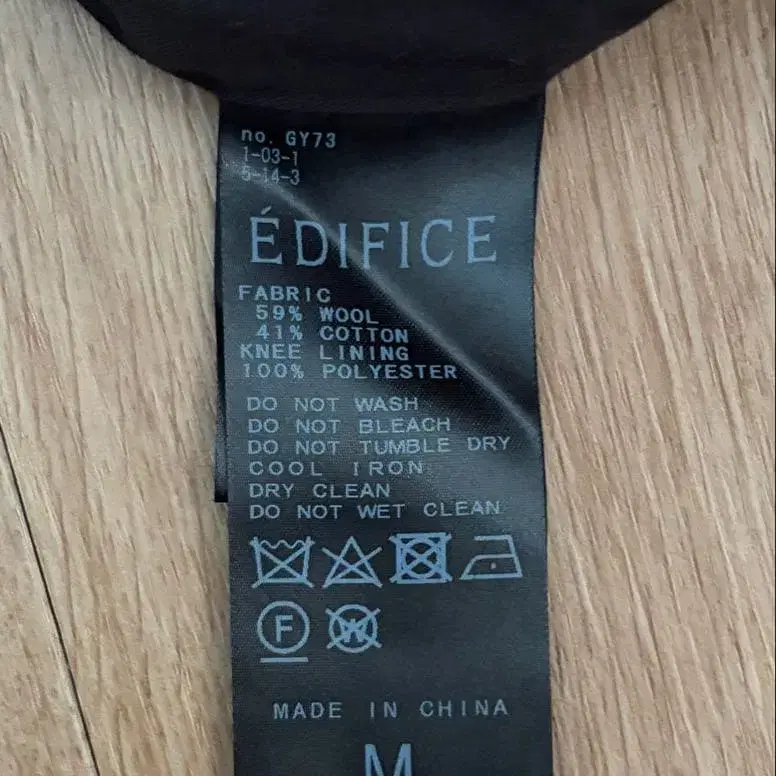 no. GY73
1-03-1
5-14-3
ÉDIFICE
FABRIC
59% WOOL
41% COTTON
KNEE LINING
100% POLYESTER
DO NOT WASH
DO NOT BLEACH
DO NOT TUMBLE DRY
COOL IRON
DRY CLEAN
DO NOT WET CLEAN
F W
MADE IN CHINA
M